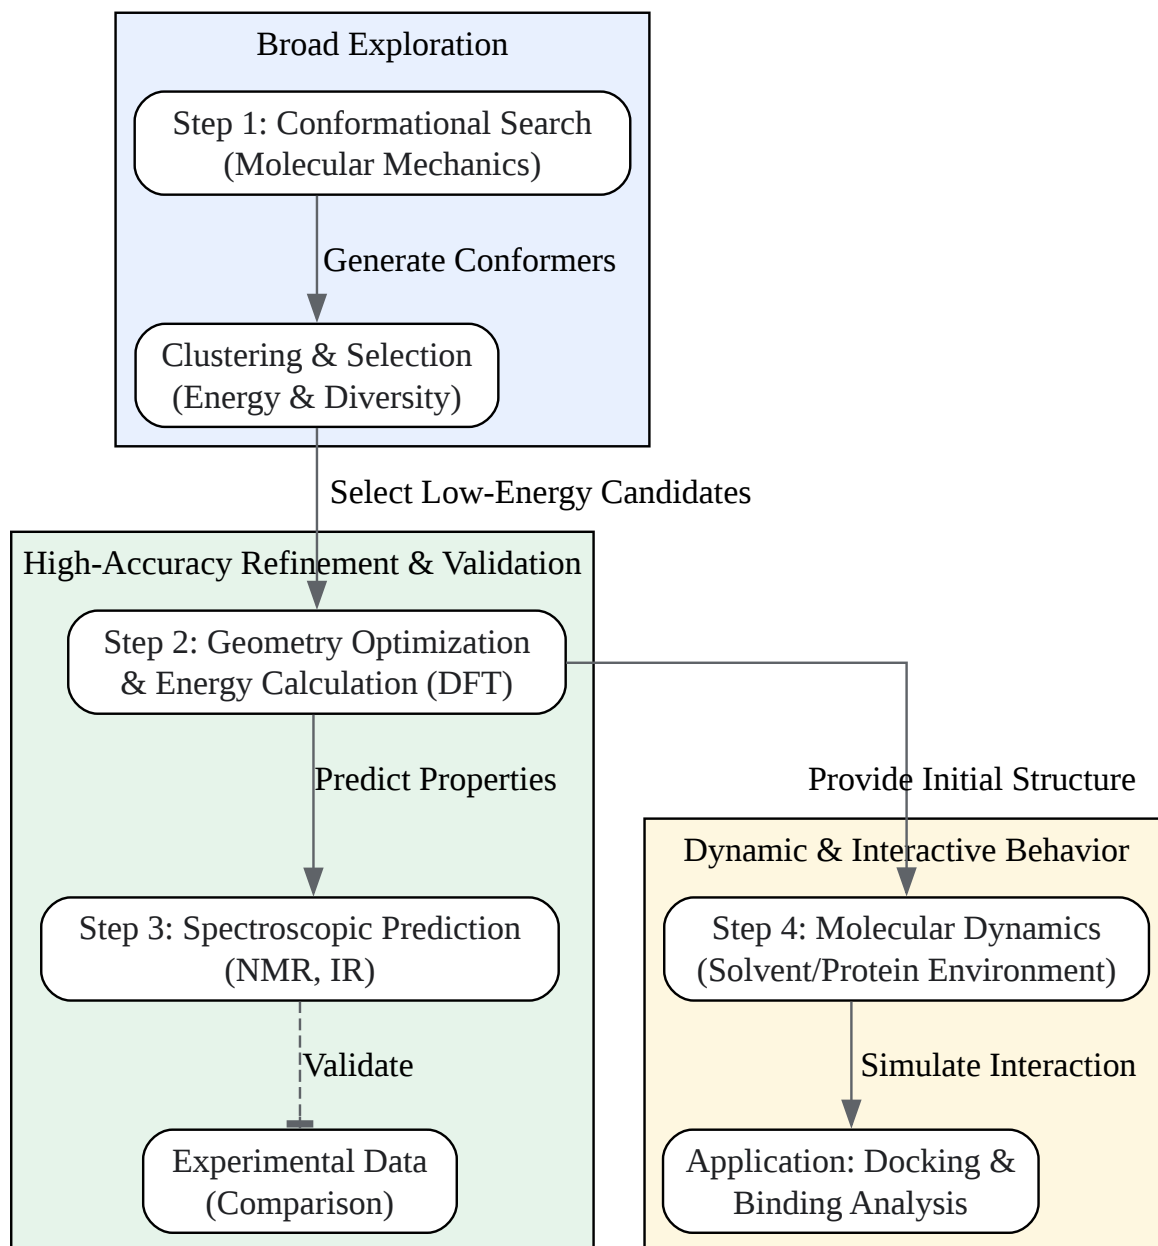 Broad Exploration
Step 1: Conformational Search
(Molecular Mechanics)
Generate Conformers
Clustering & Selection
(Energy & Diversity)
Select Low-Energy Candidates
High-Accuracy Refinement & Validation
Step 2: Geometry Optimization
& Energy Calculation (DFT)
Predict Properties
Provide Initial Structure
Dynamic & Interactive Behavior
Step 3: Spectroscopic Prediction
(NMR, IR)
Step 4: Molecular Dynamics
(Solvent/Protein Environment)
Validate
Simulate Interaction
Experimental Data
(Comparison)
Application: Docking &
Binding Analysis